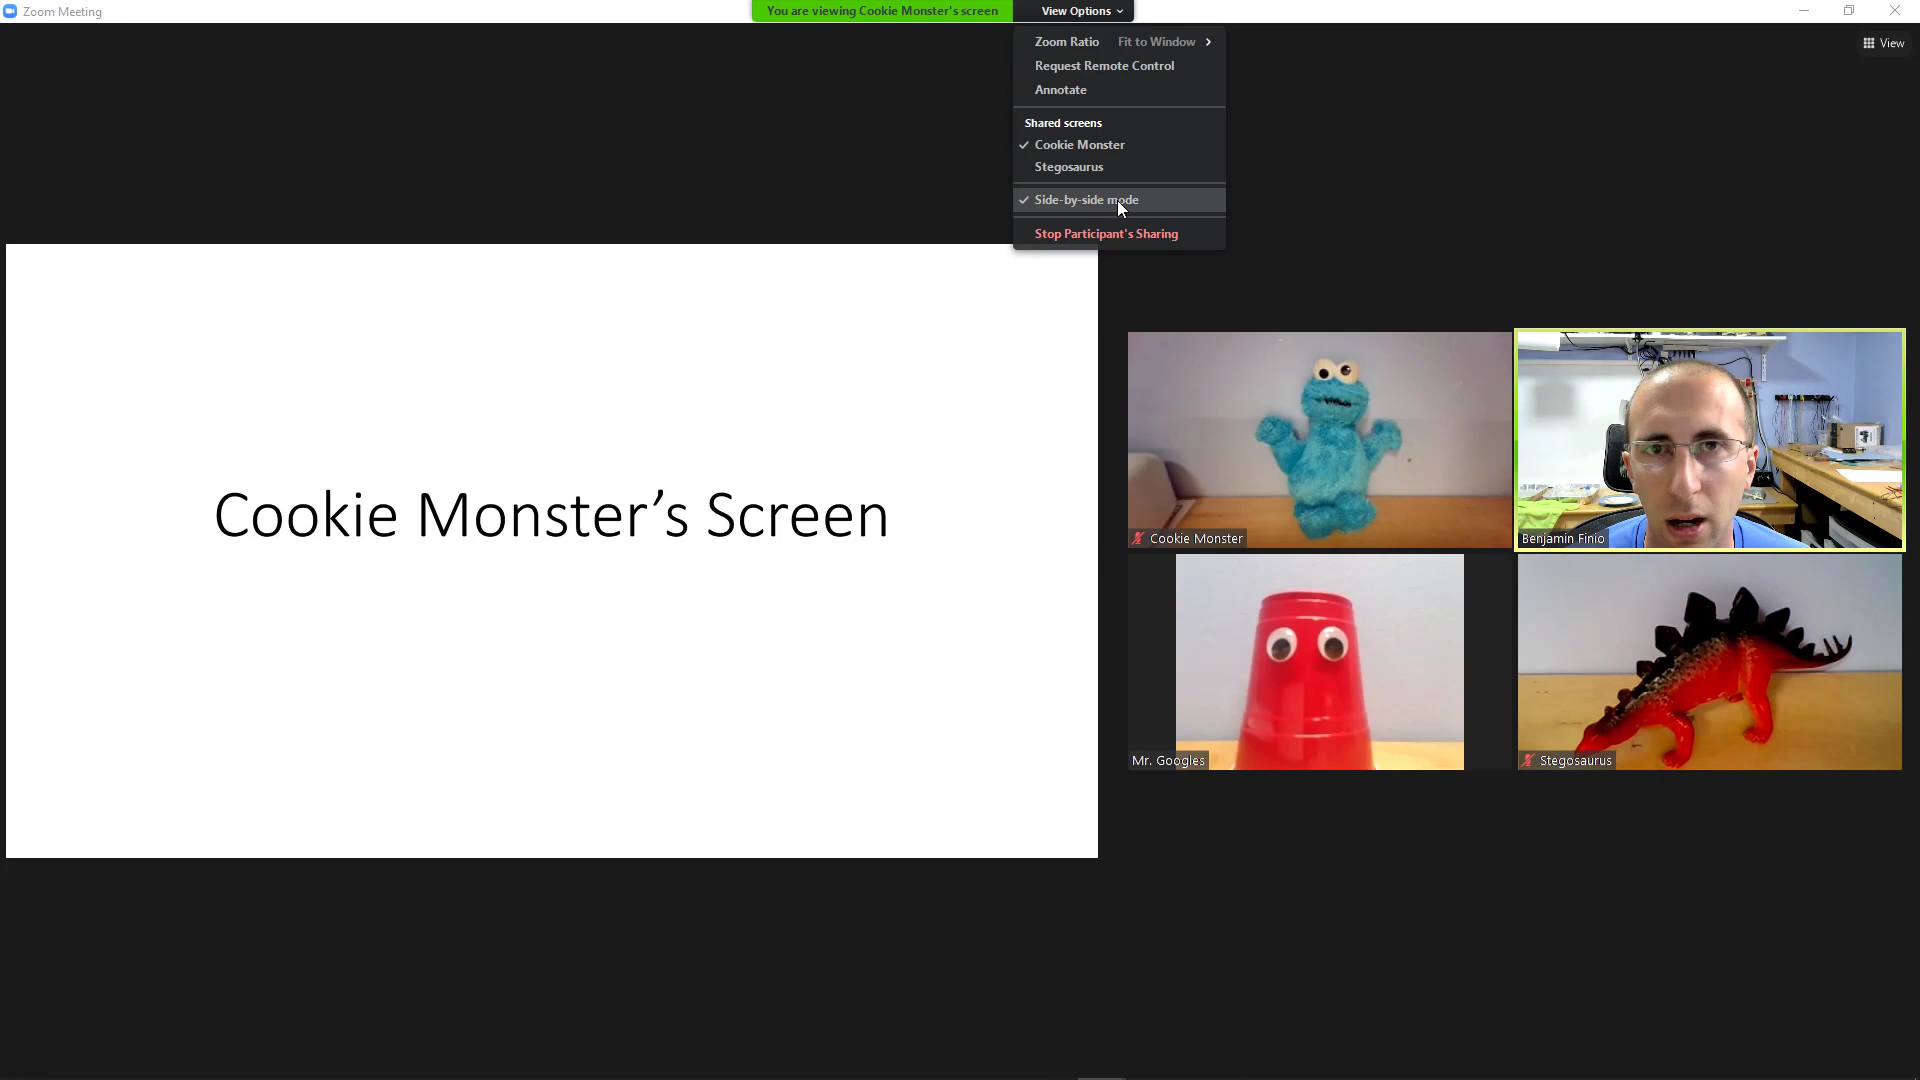 Zoom Meeting
You are viewing Cookie Monster's screen
View Options
View
Zoom Ratio Fit to Window
Request Remote Control
Annotate
Shared screens
Cookie Monster
Stegosaurus
Side-by-side mode
Stop Participant's Sharing
Cookie Monster’s Screen
Cookie Monster
Benjamin Finio
Mr. Googles
Stegosaurus